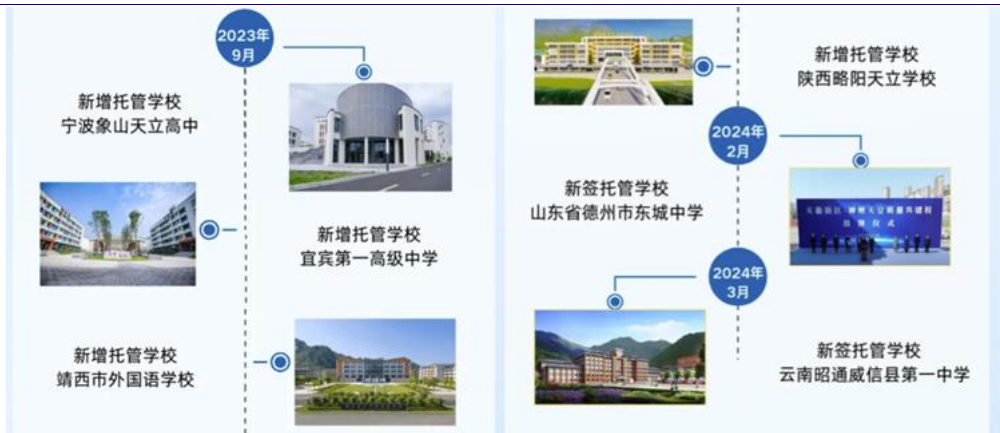 2023年
9月
新增托管学校
宁波象山天立高中
新增托管学校
宜宾第一高级中学
新增托管学校
靖西市外国语学校
新增托管学校
陕西略阳天立学校
2024年
2月
新签托管学校
山东省德州市东城中学
2024年
3月
新签托管学校
云南昭通威信县第一中学